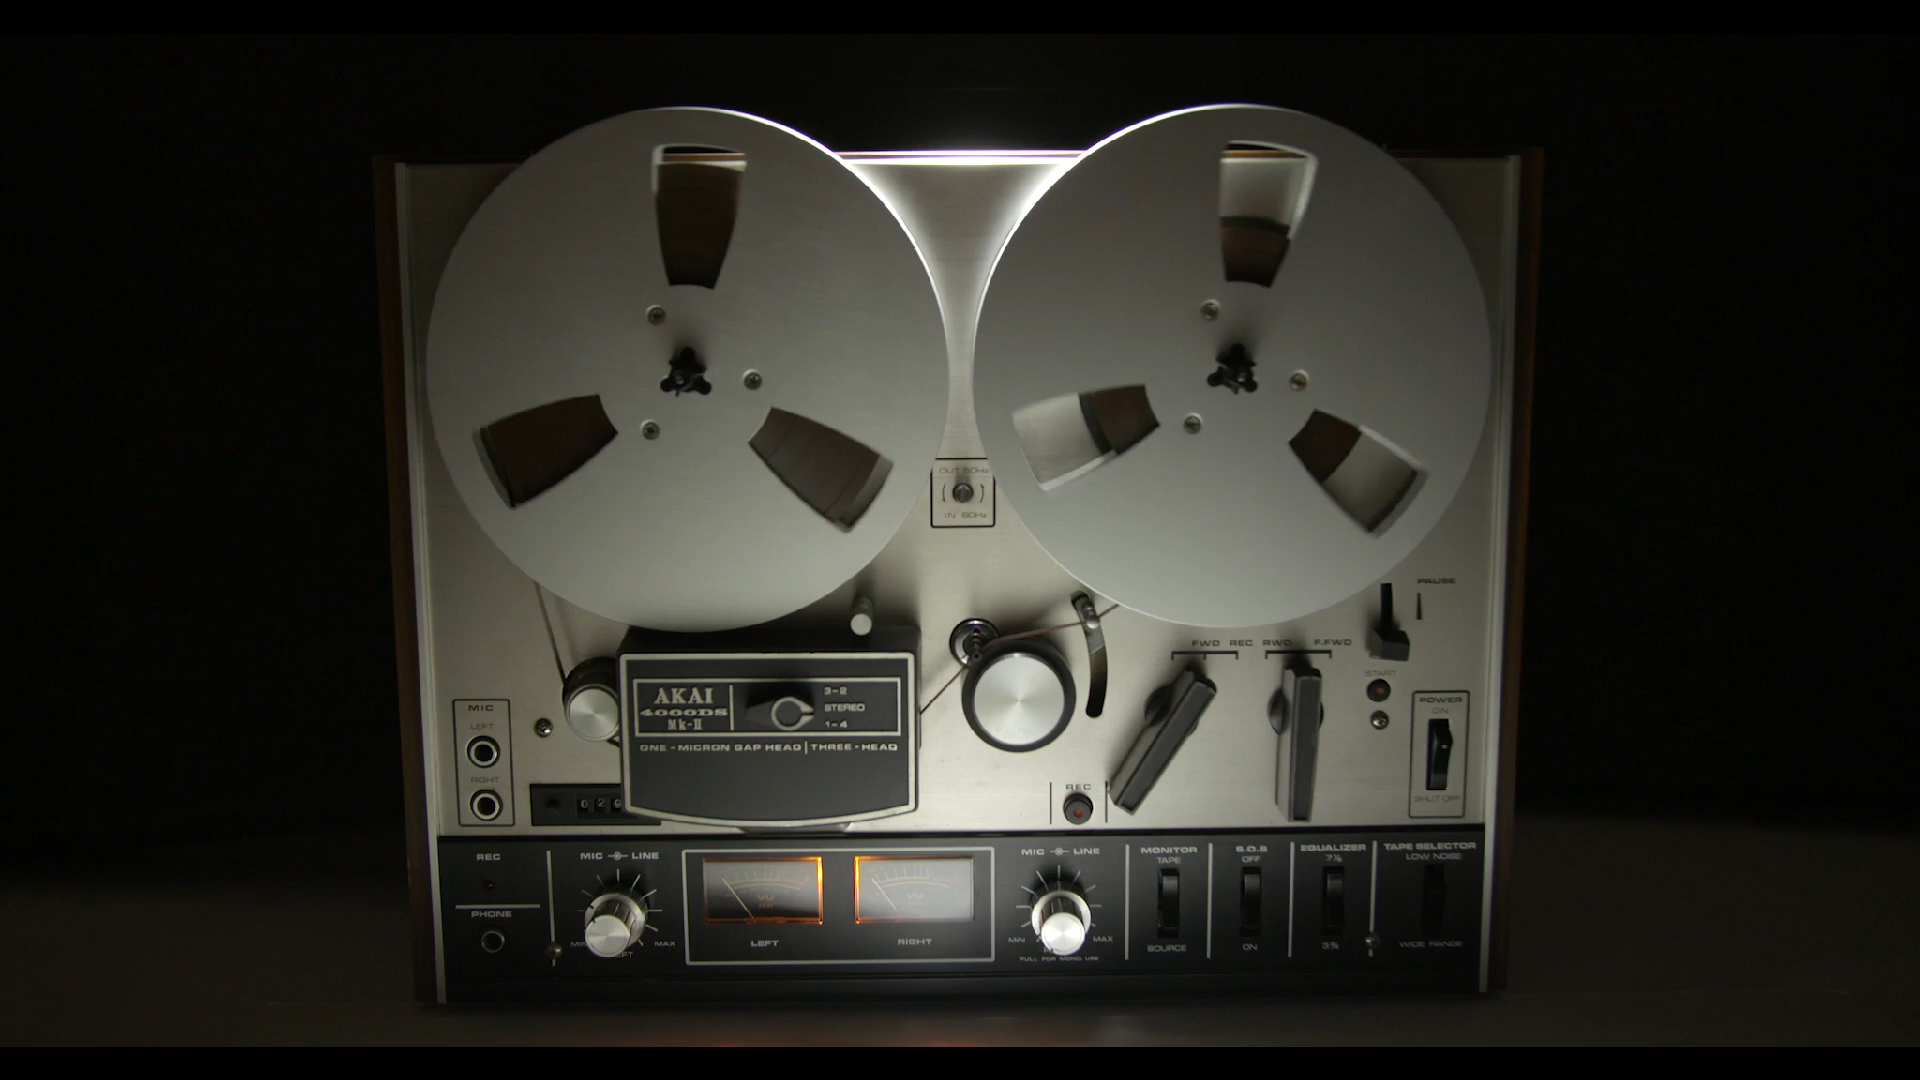 OUT 50Hz
IN 60Hz
PAUSE
FWD REC RWD F.FWD
START
POWER
ON
SHUT OFF
MIC
LEFT
RIGHT
AKAI
4000DS
Mk-II
3-2
STEREO
1-4
ONE-MICRON GAP HEAD | THREE-HEAD
REC
REC
PHONE
MIC LINE
MIN MAX
VU
LEFT
VU
RIGHT
MIC LINE
MIN MAX
PULL FOR MONO. USE
MONITOR
TAPE
SOURCE
S.O.S
OFF
ON
EQUALIZER
7½
3¾
TAPE SELECTOR
LOW NOISE
WIDE RANGE